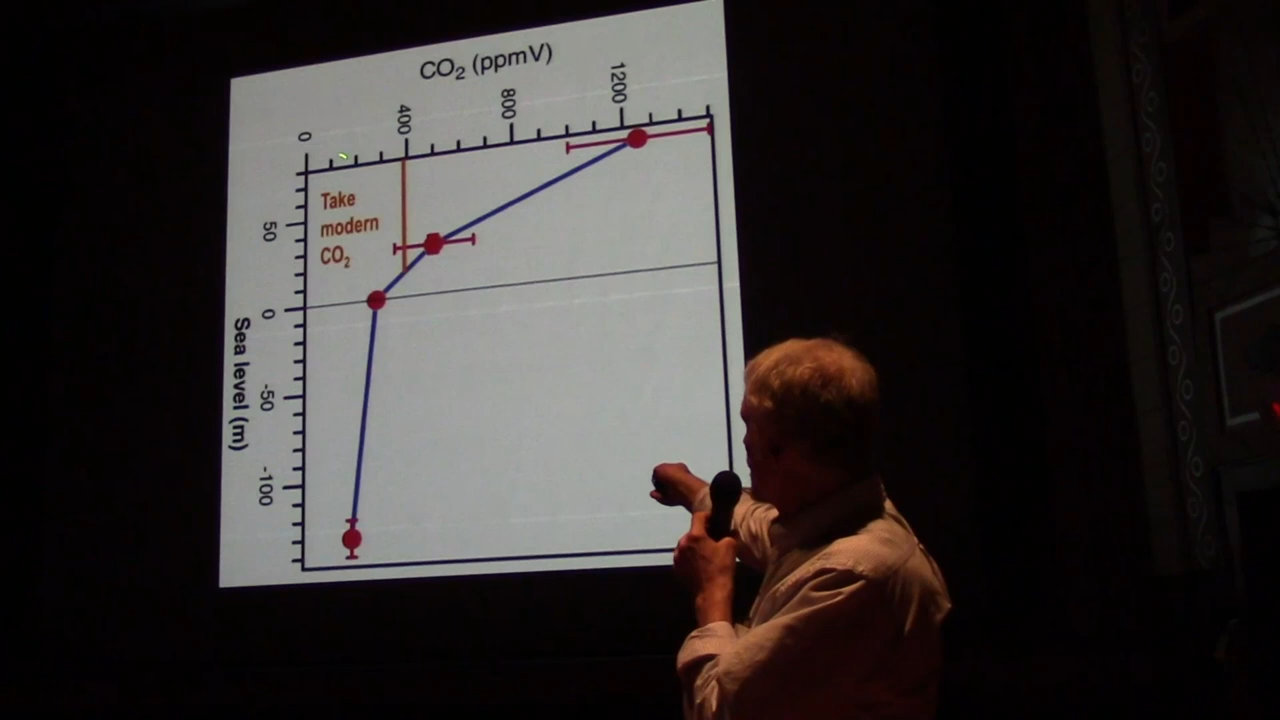 CO₂ (ppmV)
0
400
800
1200
Take
modern
CO₂
50
0
-50
-100
Sea level (m)